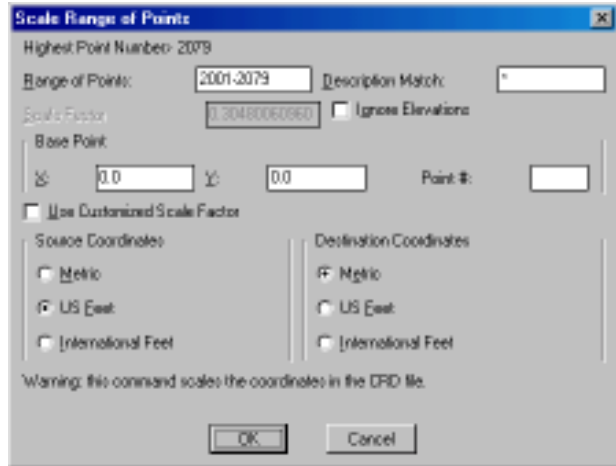 Scale Range of Points
Highest Point Number> 2079
Range of Points: 2001-2079 Description Match: *
Scale Factor 0.30480060960 Ignore Elevations
Base Point
X: 0.0 Y: 0.0 Point #:
Use Customized Scale Factor
Source Coordinates Destination Coordinates
Metric Metric
US Feet US Feet
International Feet International Feet
Warning: this command scales the coordinates in the CRD file.
OK Cancel